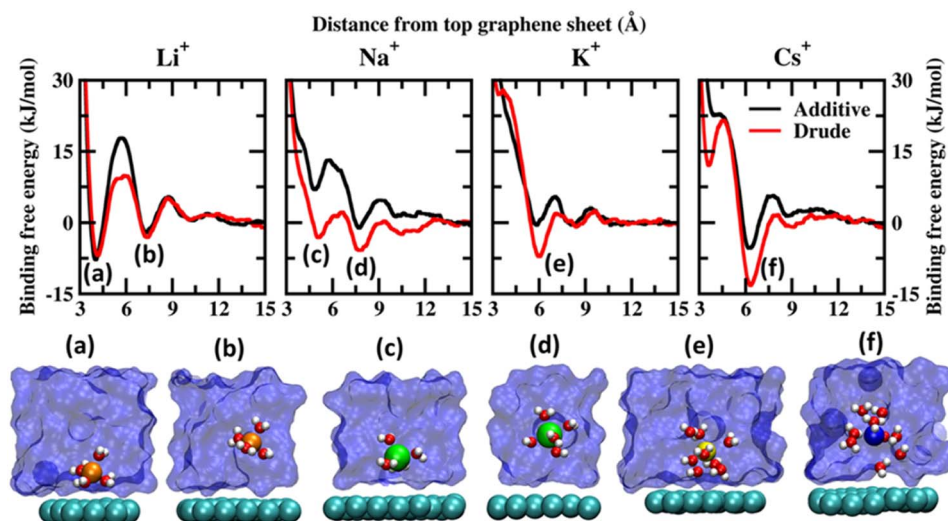 Distance from top graphene sheet (Å)
Li+ Na+ K+ Cs+
3 6 9 12 15 3 6 9 12 15 3 6 9 12 15 3 6 9 12 15
Binding free energy (kJ/mol)
30
15
0
-15
(a)
(b)
(c)
(d)
(e)
(f)
Additive
Drude
30
15
0
-15
Binding free energy (kJ/mol)
(a) (b) (c) (d) (e) (f)